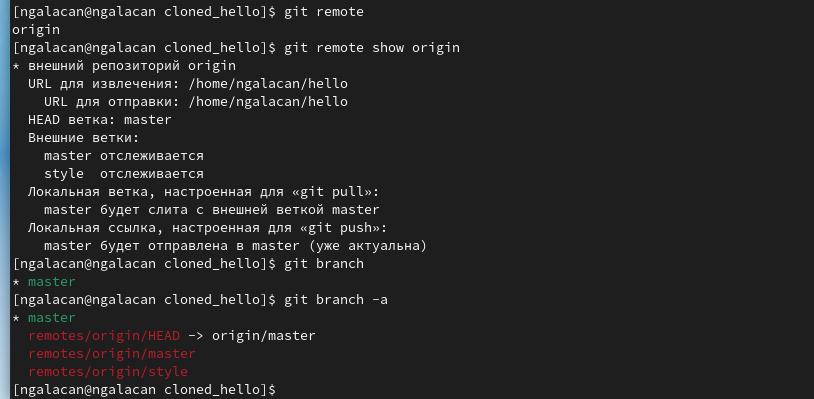 [ngalacan@ngalacan cloned_hello]$ git remote
origin
[ngalacan@ngalacan cloned_hello]$ git remote show origin
* внешний репозиторий origin
  URL для извлечения: /home/ngalacan/hello
    URL для отправки: /home/ngalacan/hello
  HEAD ветка: master
  Внешние ветки:
    master отслеживается
    style  отслеживается
  Локальная ветка, настроенная для «git pull»:
    master будет слита с внешней веткой master
  Локальная ссылка, настроенная для «git push»:
    master будет отправлена в master (уже актуальна)
[ngalacan@ngalacan cloned_hello]$ git branch
* master
[ngalacan@ngalacan cloned_hello]$ git branch -a
* master
  remotes/origin/HEAD -> origin/master
  remotes/origin/master
  remotes/origin/style
[ngalacan@ngalacan cloned_hello]$